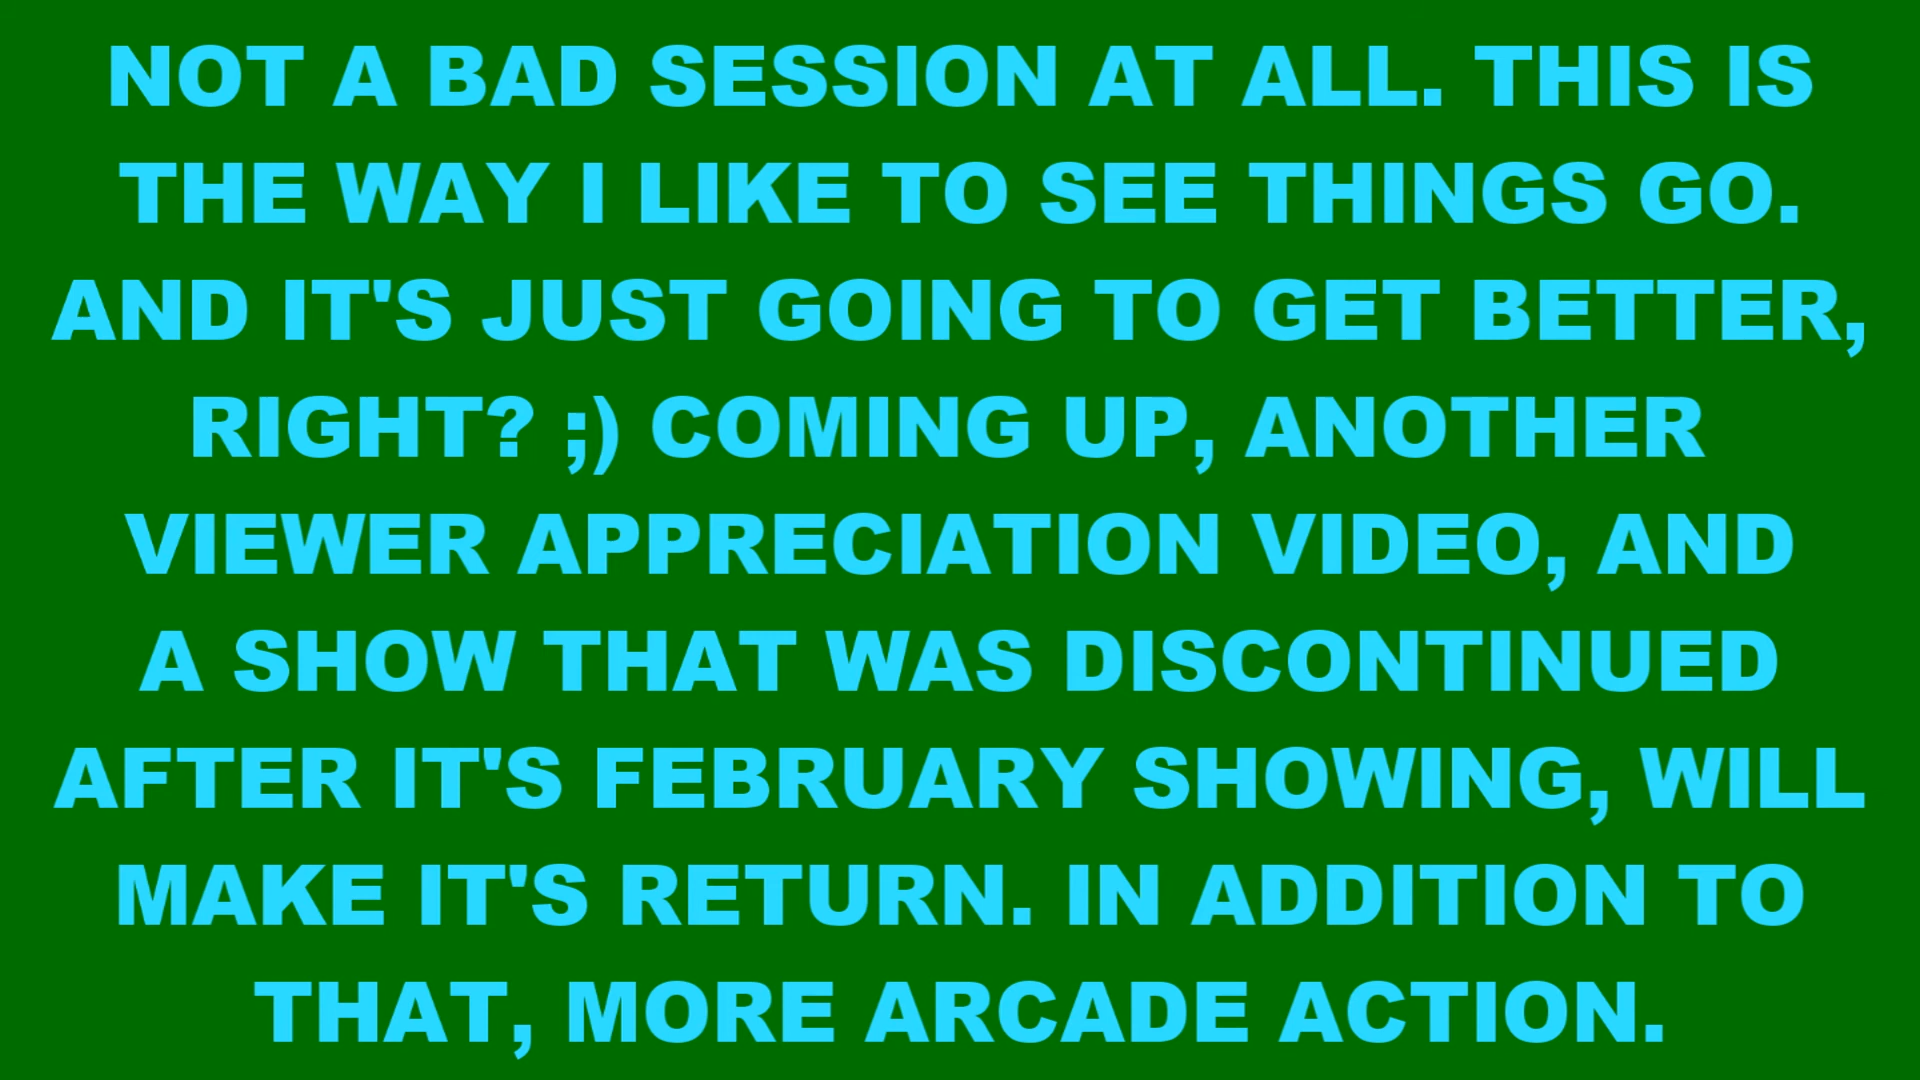 NOT A BAD SESSION AT ALL. THIS IS
THE WAY I LIKE TO SEE THINGS GO.
AND IT'S JUST GOING TO GET BETTER,
RIGHT? ;) COMING UP, ANOTHER
VIEWER APPRECIATION VIDEO, AND
A SHOW THAT WAS DISCONTINUED
AFTER IT'S FEBRUARY SHOWING, WILL
MAKE IT'S RETURN. IN ADDITION TO
THAT, MORE ARCADE ACTION.